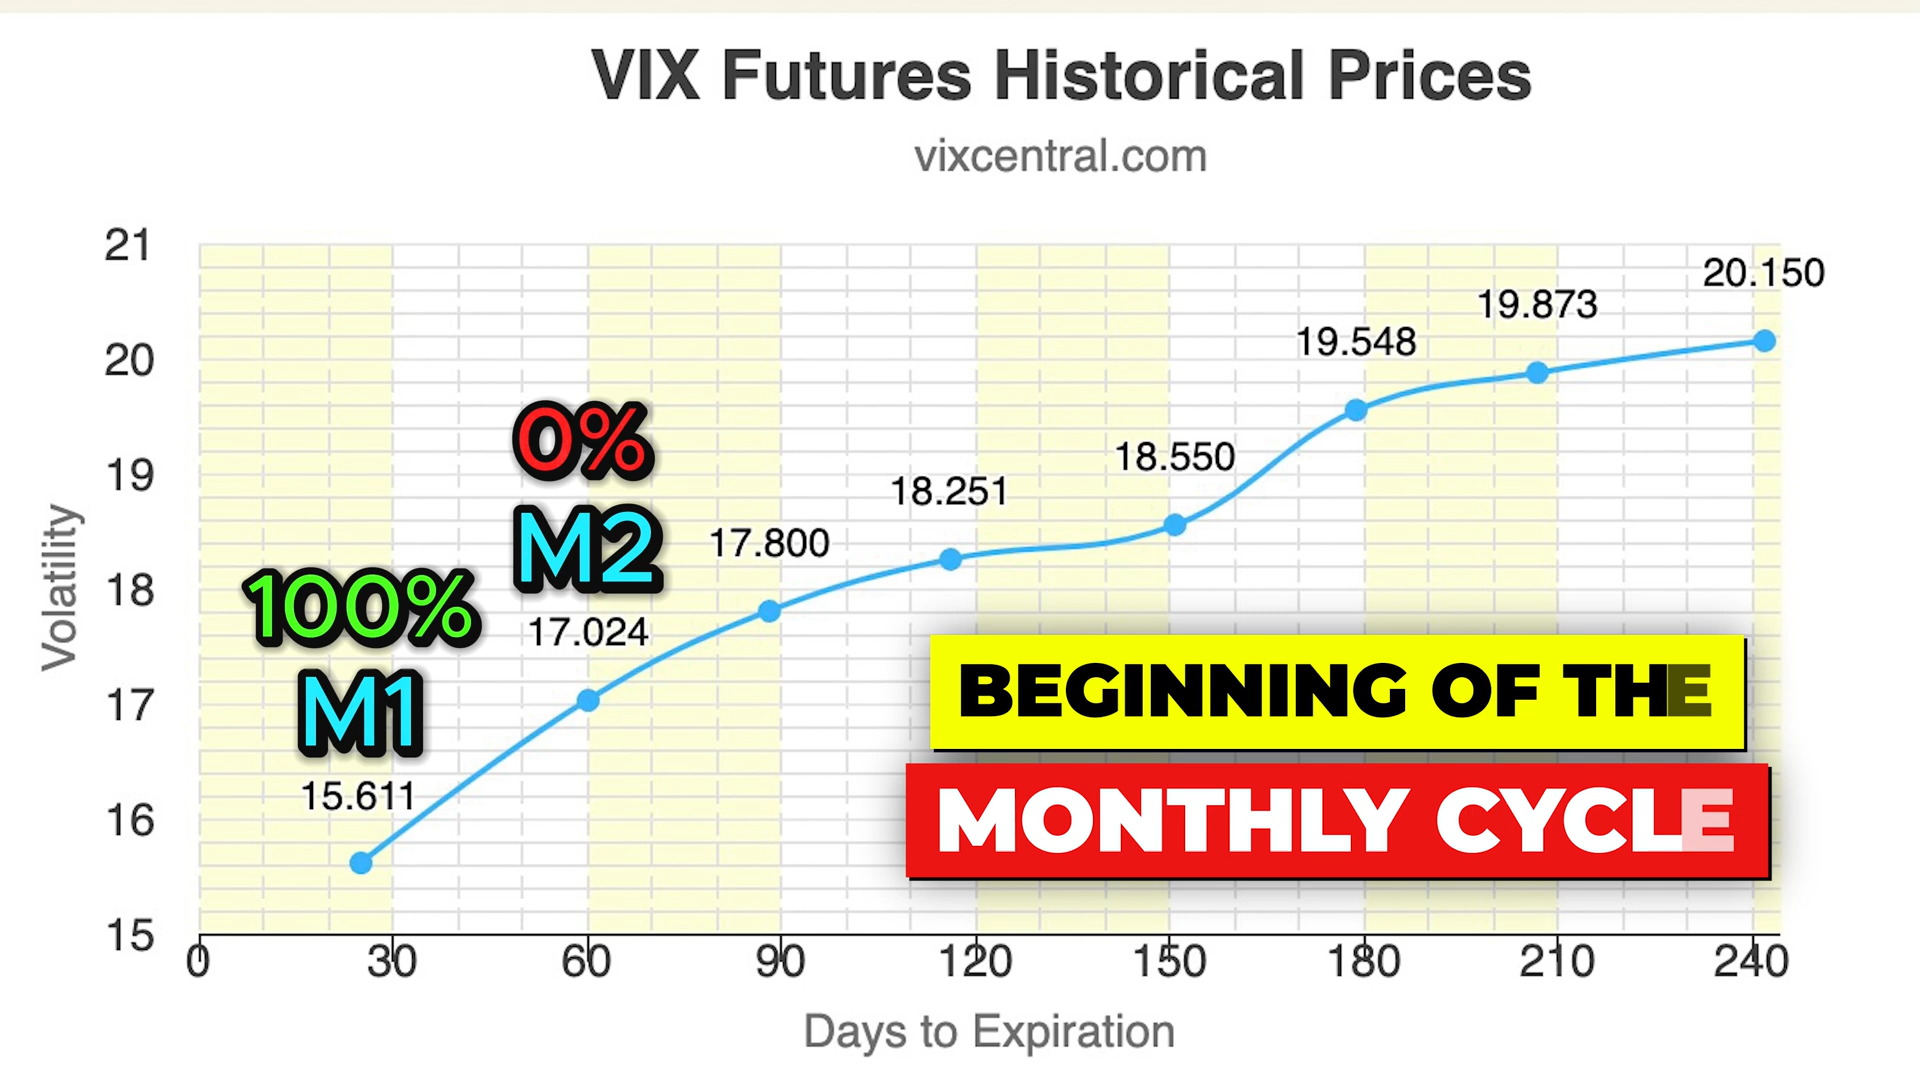 VIX Futures Historical Prices
vixcentral.com
21
20
19
18
17
16
15
Volatility
20.150
19.873
19.548
18.550
18.251
17.800
0%
M2
17.024
100%
M1
15.611
BEGINNING OF THE
MONTHLY CYCLE
0 30 60 90 120 150 180 210 240
Days to Expiration